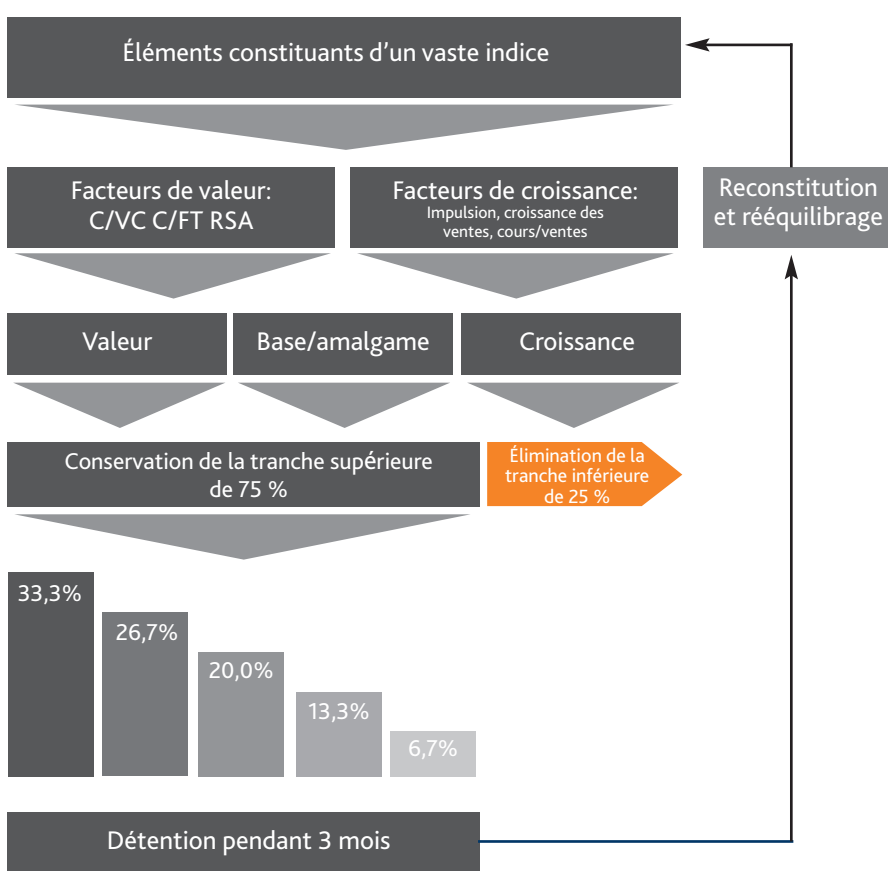 Éléments constituants d’un vaste indice
Facteurs de valeur:
C/VC C/FT RSA
Facteurs de croissance:
Impulsion, croissance des
ventes, cours/ventes
Reconstitution
et rééquilibrage
Valeur
Base/amalgame
Croissance
Conservation de la tranche supérieure
de 75 %
Élimination de la
tranche inférieure
de 25 %
33,3%
26,7%
20,0%
13,3%
6,7%
Détention pendant 3 mois